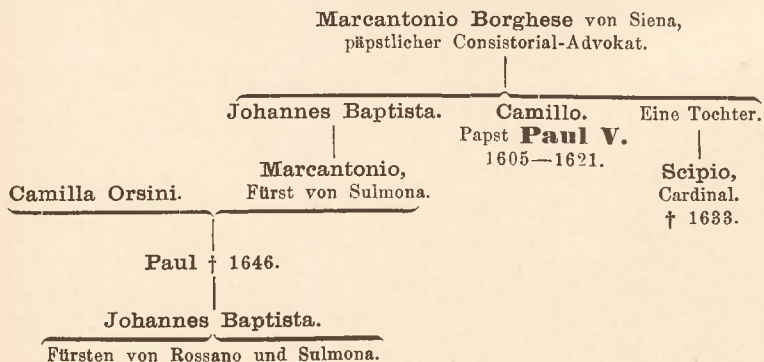 Marcantonio Borghese von Siena,
päpstlicher Consistorial-Advokat.
Johannes Baptista. Camillo. Eine Tochter.
Papst Paul V.
1605—1621.
Marcantonio,
Fürst von Sulmona.
Scipio,
Cardinal.
† 1633.
Camilla Orsini.
Paul † 1646.
Johannes Baptista.
Fürsten von Rossano und Sulmona.